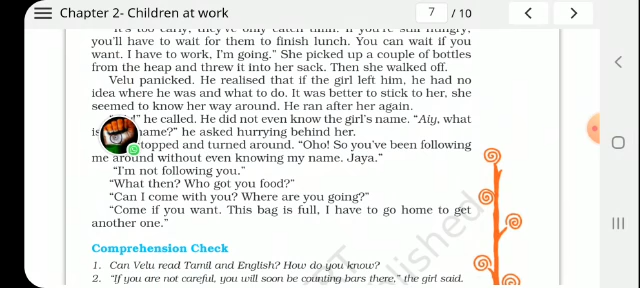 Chapter 2- Children at work
7 / 10
"It's too early, they've only
you'll have to wait for them to finish lunch. You can wait if you
want. I have to work, I'm going." She picked up a couple of bottles
from the heap and threw it into her sack. Then she walked off.
Velu panicked. He realised that if the girl left him, he had no
idea where he was and what to do. It was better to stick to her, she
seemed to know her way around. He ran after her again.
he called. He did not even know the girl's name. "Aiy, what
name?" he asked hurrying behind her.
topped and turned around. "Oho! So you've been following
me around without even knowing my name. Jaya."
"I'm not following you."
"What then? Who got you food?"
"Can I come with you? Where are you going?"
"Come if you want. This bag is full, I have to go home to get
another one."
Comprehension Check
1. Can Velu read Tamil and English? How do you know?
2. "If you are not careful, you will soon be counting bars there," the girl said.